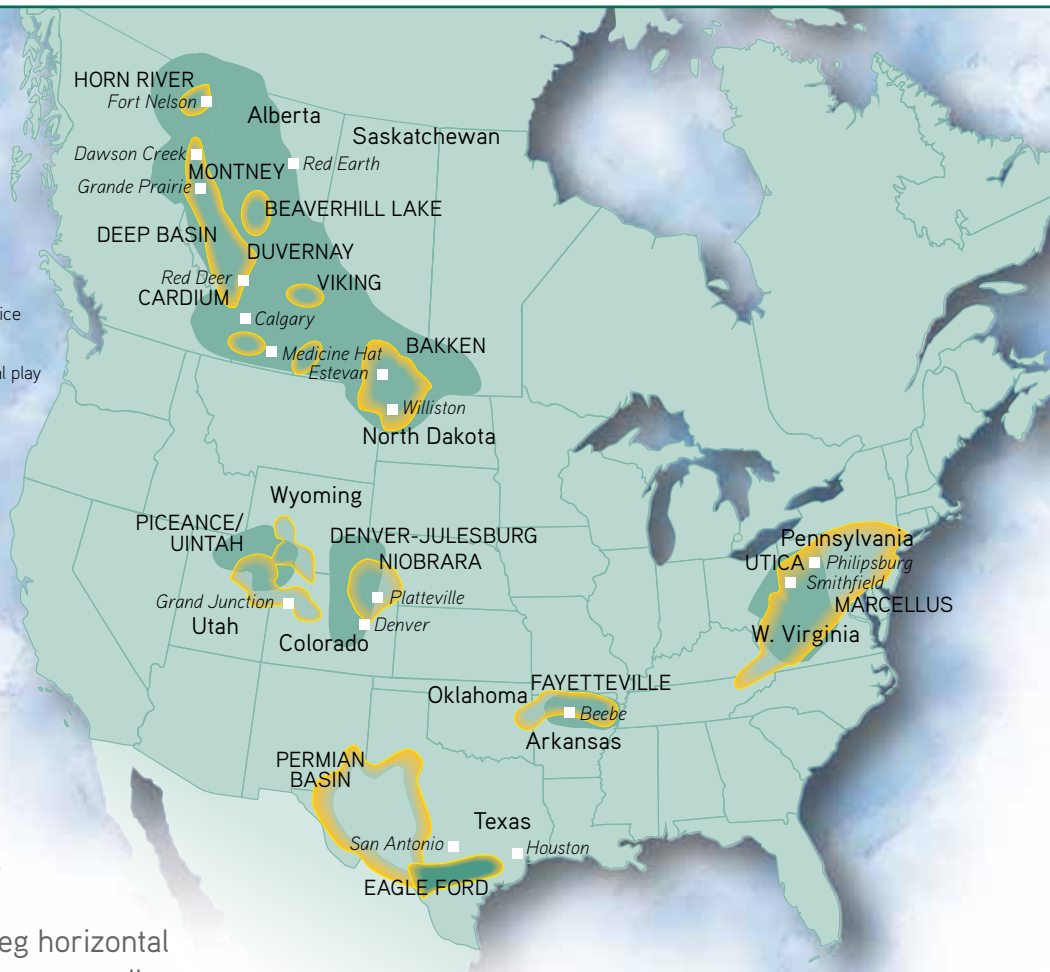 HORN RIVER
Fort Nelson
Alberta
Saskatchewan
Dawson Creek
MONTNEY
Red Earth
Grande Prairie
BEAVERHILL LAKE
DEEP BASIN
DUVERNAY
Red Deer
VIKING
CARDIUM
ice
Calgary
BAKKEN
Medicine Hat
al play
Estevan
Williston
North Dakota
Wyoming
PICEANCE/
UINTAH
DENVER-JULESBURG
NIOBRARA
Pennsylvania
UTICA
Philipsburg
Smithfield
Platteville
Grand Junction
MARCELLUS
Utah
Denver
W. Virginia
Colorado
FAYETTEVILLE
Oklahoma
Beebe
Arkansas
PERMIAN
BASIN
Texas
San Antonio
Houston
EAGLE FORD
eg horizontal